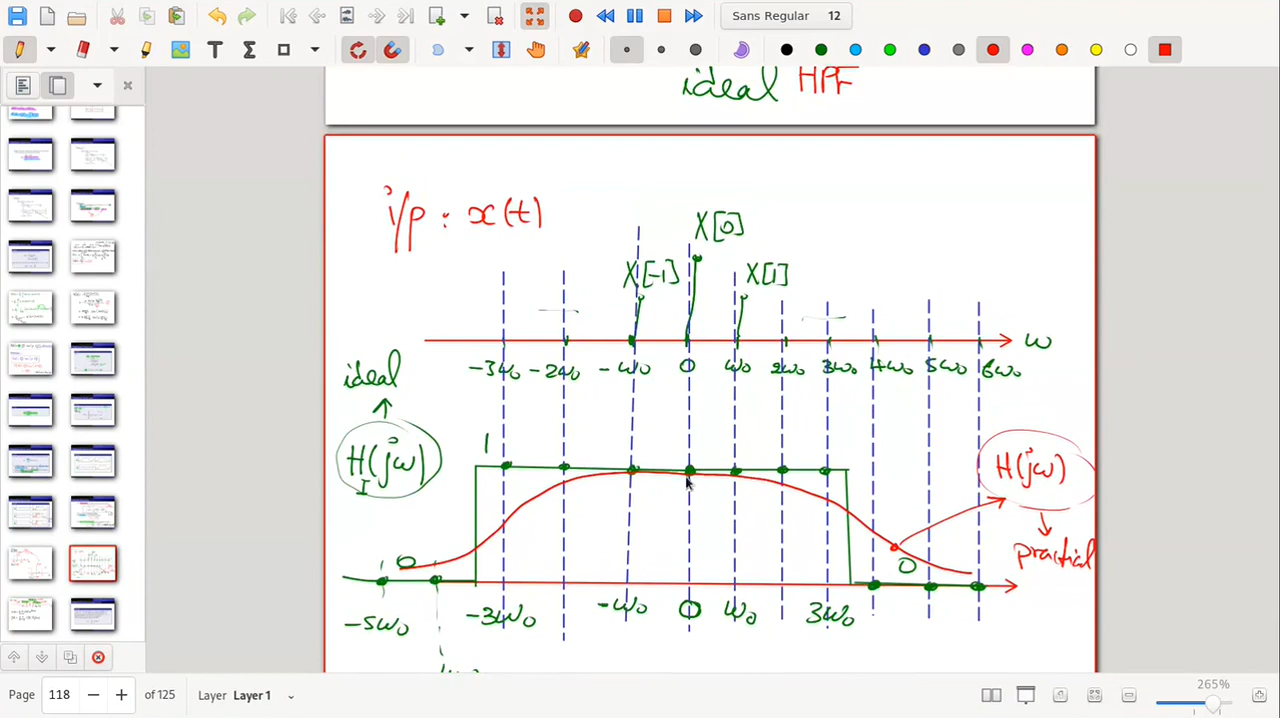 Sans Regular 12
ideal HPF
i/p : x(t)
X[0]
X[-1] X[1]
-3ω₀ -2ω₀ -ω₀ 0 ω₀ 2ω₀ 3ω₀ 4ω₀ 5ω₀ 6ω₀ ω
ideal
1
H_I(jω) H(jω)
practical
0 0
-5ω₀ -3ω₀ -ω₀ 0 ω₀ 3ω₀
Page 118 of 125 Layer Layer 1 265%